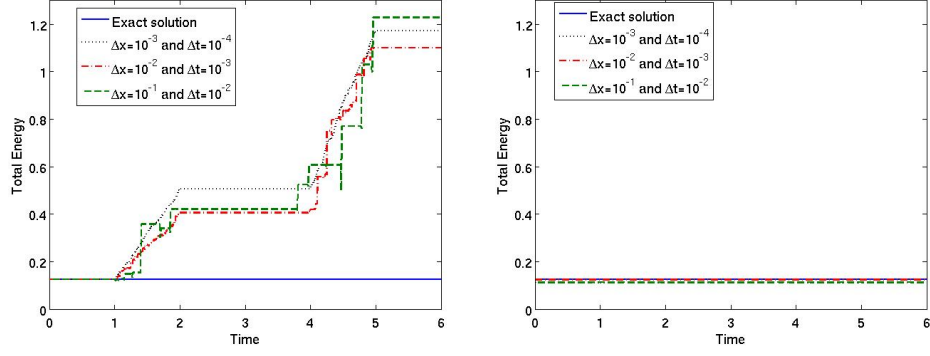 Exact solution
Δx=10⁻³ and Δt=10⁻⁴
Δx=10⁻² and Δt=10⁻³
Δx=10⁻¹ and Δt=10⁻²
Total Energy
1.2
1
0.8
0.6
0.4
0.2
0
0 1 2 3 4 5 6
Time
Exact solution
Δx=10⁻³ and Δt=10⁻⁴
Δx=10⁻² and Δt=10⁻³
Δx=10⁻¹ and Δt=10⁻²
Total Energy
1.2
1
0.8
0.6
0.4
0.2
0
0 1 2 3 4 5 6
Time